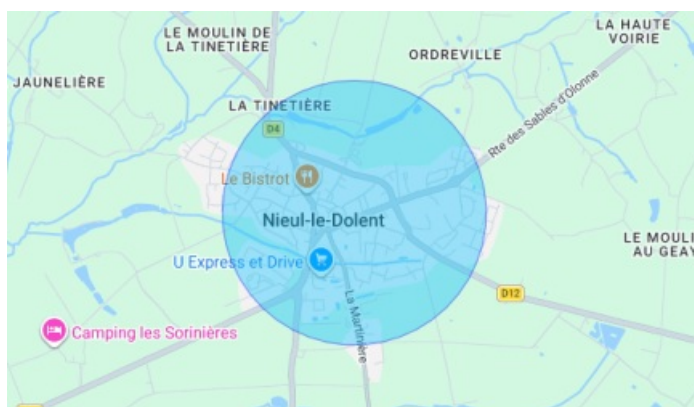 LE MOULIN DE
LA TINETIÈRE
LA HAUTE
VOIRIE
ORDREVILLE
JAUNELIÈRE
LA TINETIÈRE
D4
Rte des Sables d'Olonne
Le Bistrot
Nieul-le-Dolent
LE MOULI
AU GEAY
U Express et Drive
D12
La Martinière
Camping les Sorinières